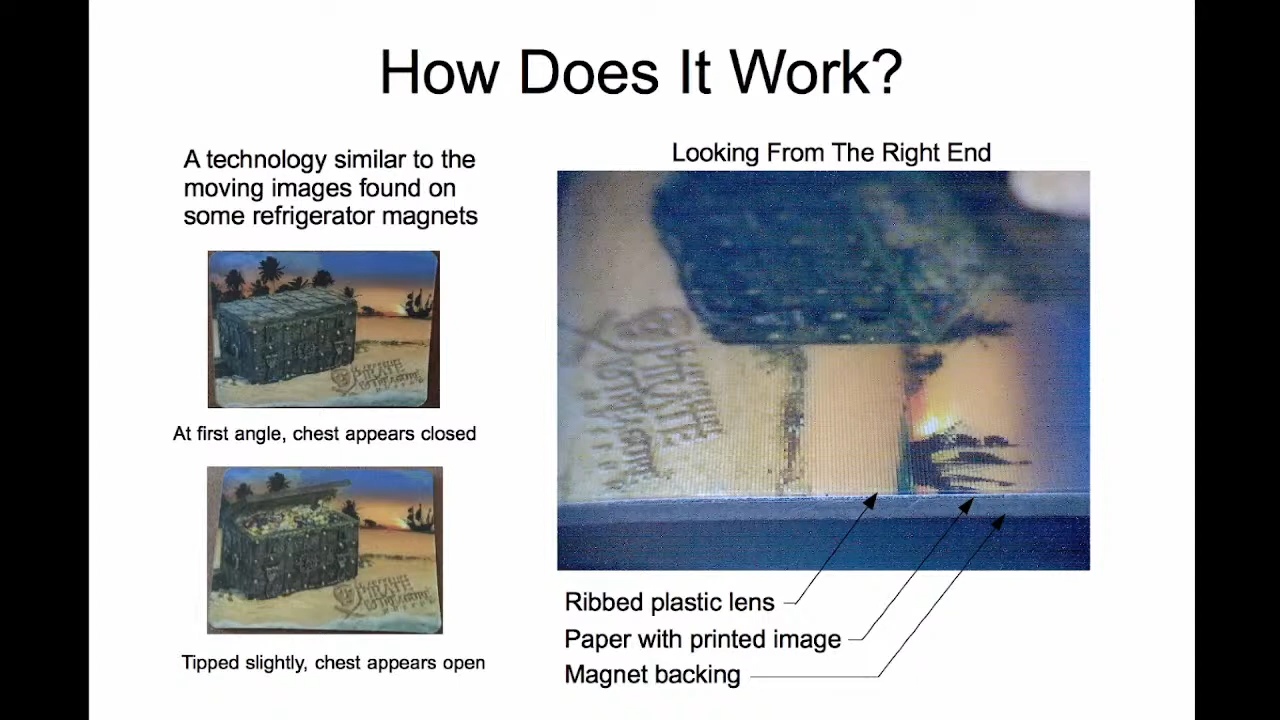 How Does It Work?
A technology similar to the
moving images found on
some refrigerator magnets
At first angle, chest appears closed
Tipped slightly, chest appears open
Looking From The Right End
Ribbed plastic lens
Paper with printed image
Magnet backing